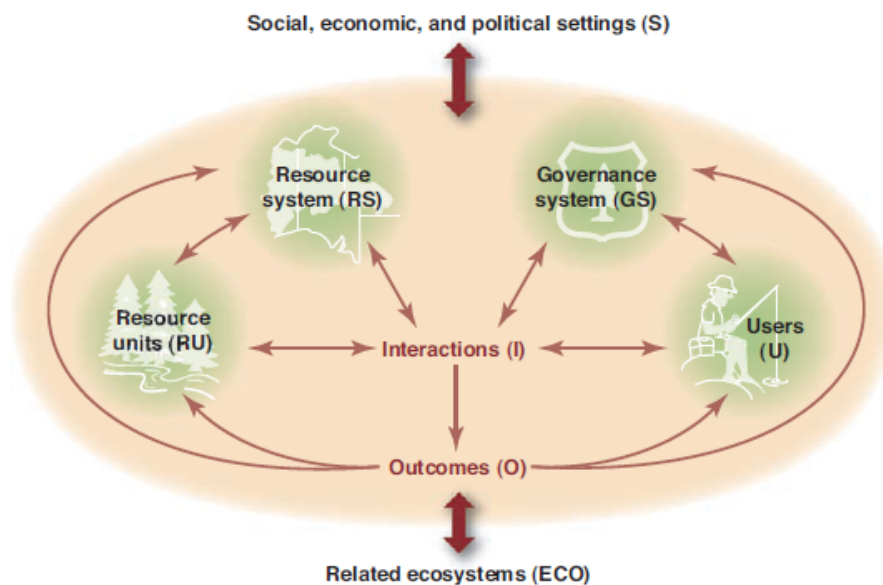 Social, economic, and political settings (S)
Resource
system (RS)
Governance
system (GS)
Resource
units (RU)
Interactions (I)
Users
(U)
Outcomes (O)
Related ecosystems (ECO)